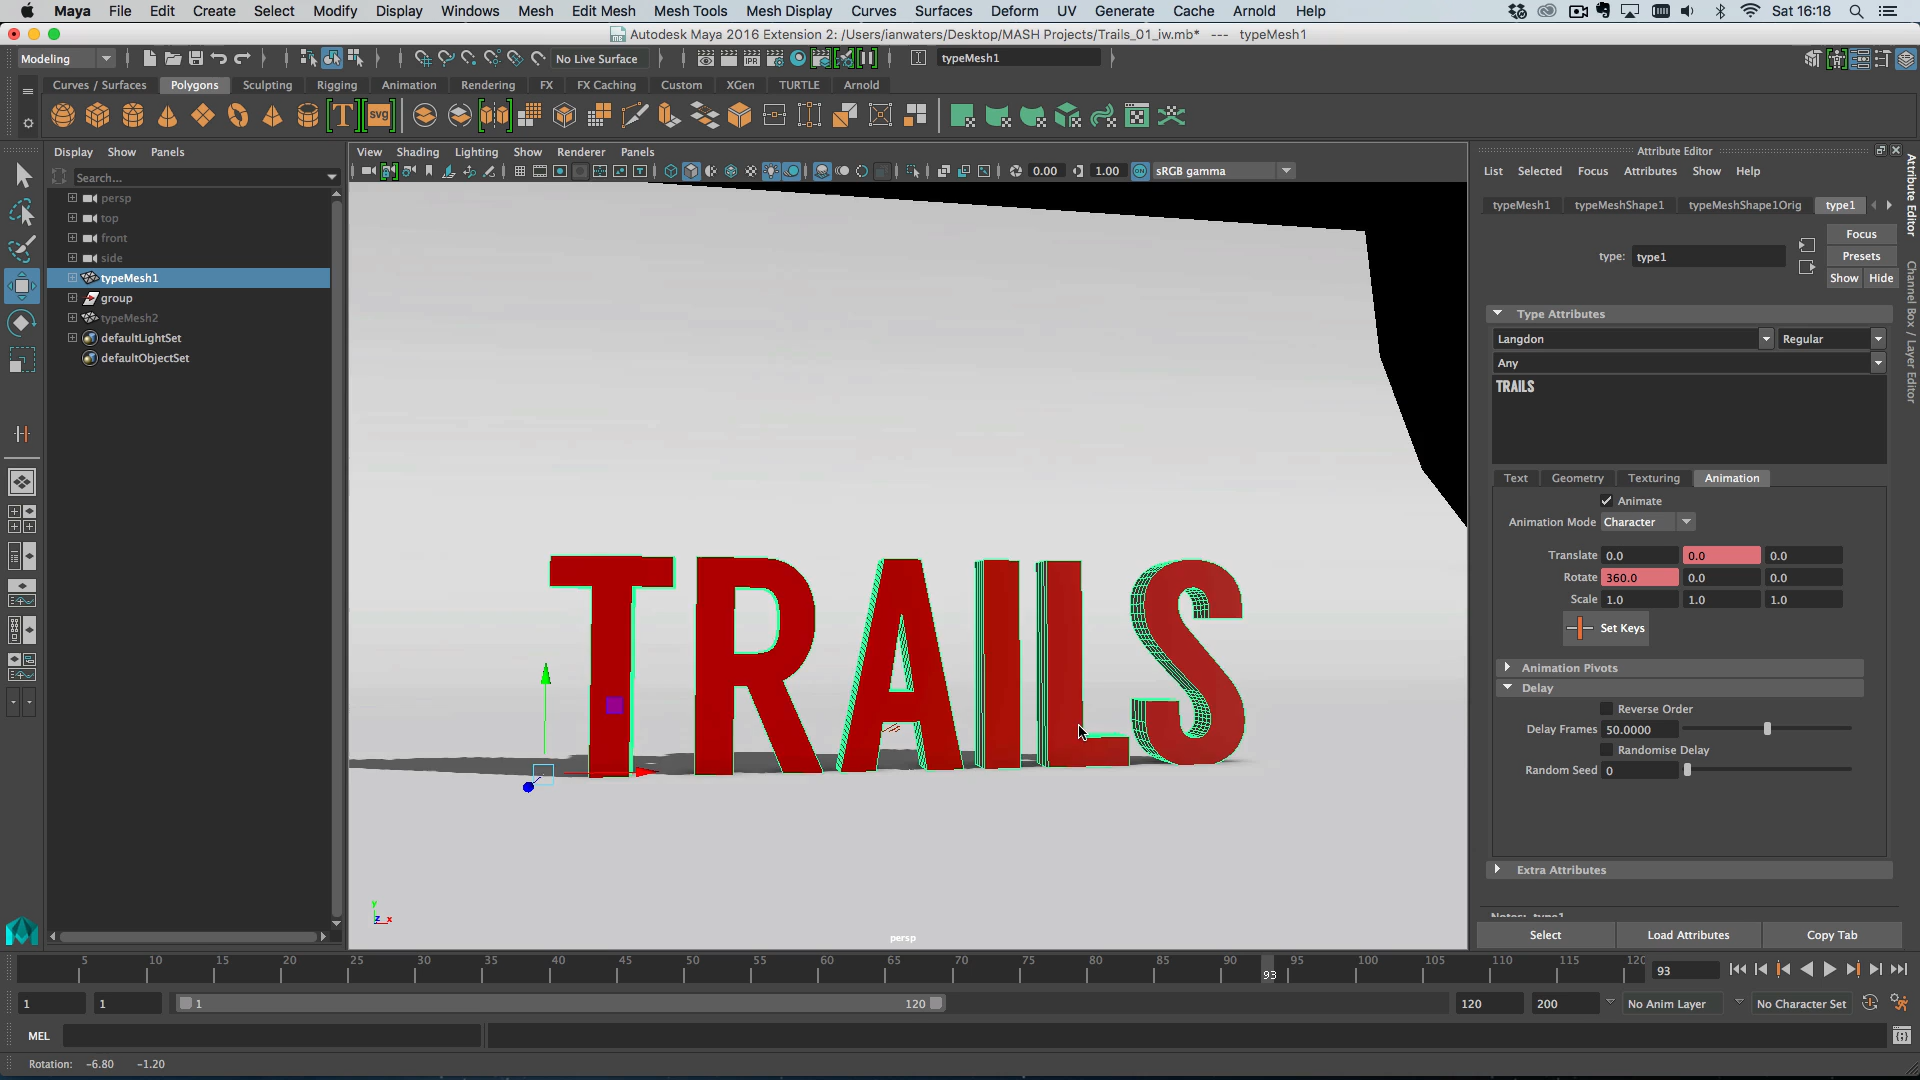 Maya File Edit Create Select Modify Display Windows Mesh Edit Mesh Mesh Tools Mesh Display Curves Surfaces Deform UV Generate Cache Arnold Help Sat 16:18
Autodesk Maya 2016 Extension 2: /Users/ianwaters/Desktop/MASH Projects/Trails_01_iw.mb* --- typeMesh1
Modeling No Live Surface typeMesh1
Curves / Surfaces Polygons Sculpting Rigging Animation Rendering FX FX Caching Custom XGen TURTLE Arnold
T svg
Display Show Panels
Search...
persp
top
front
side
typeMesh1
group
typeMesh2
defaultLightSet
defaultObjectSet
View Shading Lighting Show Renderer Panels
0.00 1.00 ON sRGB gamma
TRAILS
y
z x
persp
Attribute Editor
List Selected Focus Attributes Show Help
typeMesh1 typeMeshShape1 typeMeshShape1Orig type1
type: type1
Focus
Presets
Show Hide
Type Attributes
Langdon Regular
Any
TRAILS
Text Geometry Texturing Animation
Animate
Animation Mode Character
Translate 0.0 0.0 0.0
Rotate 360.0 0.0 0.0
Scale 1.0 1.0 1.0
Set Keys
Animation Pivots
Delay
Reverse Order
Delay Frames 50.0000
Randomise Delay
Random Seed 0
Extra Attributes
Notes: type1
Select Load Attributes Copy Tab
Attribute Editor
Channel Box / Layer Editor
5 10 15 20 25 30 35 40 45 50 55 60 65 70 75 80 85 90 95 100 105 110 115 120
93 93
1 1 1 120 120 200 No Anim Layer No Character Set
MEL
Rotation: -6.80 -1.20